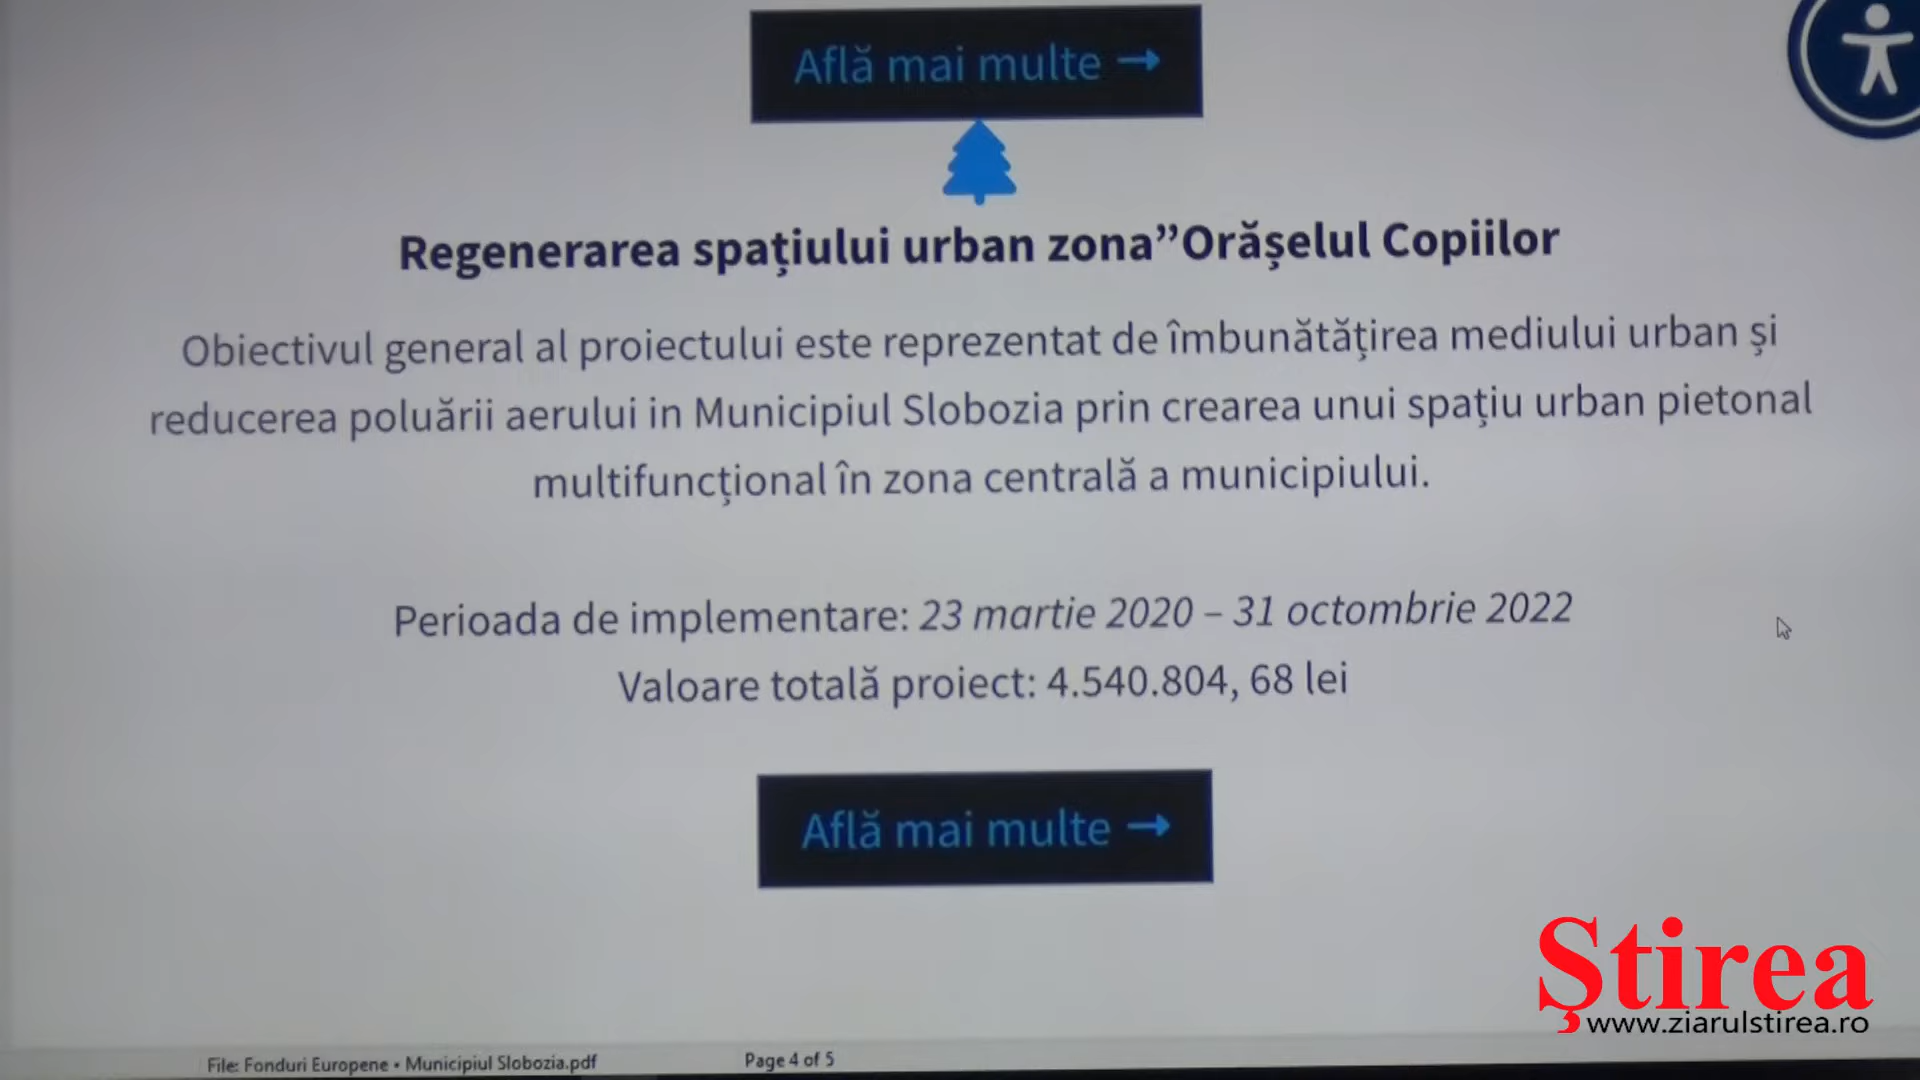 Află mai multe →
Regenerarea spațiului urban zona”Orășelul Copiilor
Obiectivul general al proiectului este reprezentat de îmbunătățirea mediului urban și
reducerea poluării aerului in Municipiul Slobozia prin crearea unui spațiu urban pietonal
multifuncțional în zona centrală a municipiului.
Perioada de implementare: 23 martie 2020 – 31 octombrie 2022
Valoare totală proiect: 4.540.804, 68 lei
Află mai multe →
Ştirea
www.ziarulstirea.ro
File: Fonduri Europene • Municipiul Slobozia.pdf
Page 4 of 5